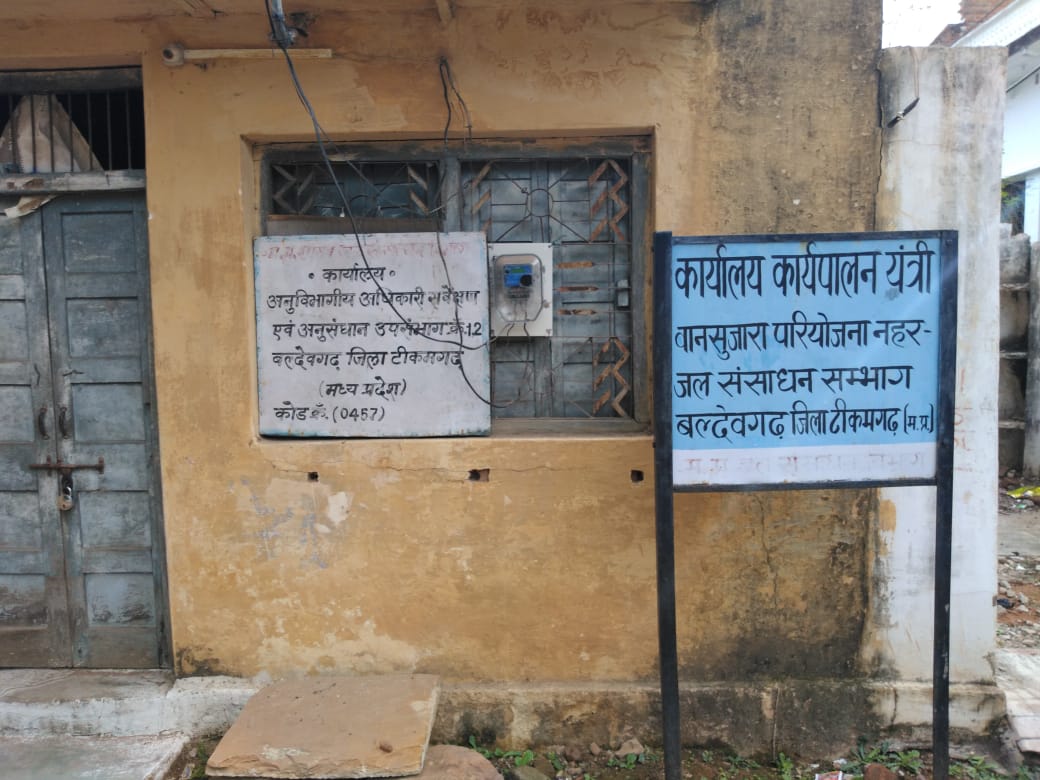 • कार्यालय •
अनुविभागीय अधिकारी सर्वेक्षण
एवं अनुसंधान उपसंभाग क्रं.12
बल्देवगढ़ जिला टीकमगढ़
(मध्य प्रदेश)
कोड क्रं. (0457)
कार्यालय कार्यपालन यंत्री
बानसुजारा परियोजना नहर-
जल संसाधन सम्भाग
बल्देवगढ़ जिला टीकमगढ़ (म.प्र.)